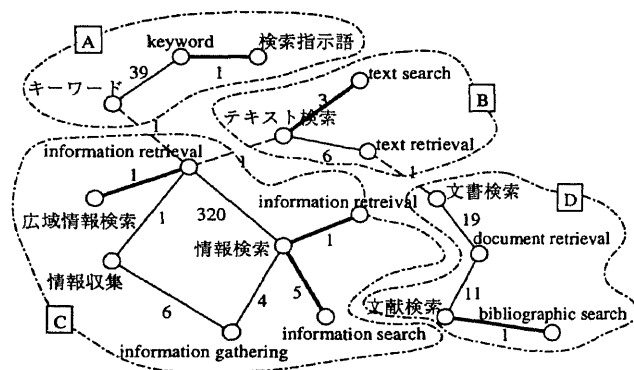 A
keyword
検索指示語
39
1
キーワード
text search
3
B
テキスト検索
1
6
text retrieval
information retrieval
1
1
D
1
文書検索
広域情報検索
1
320
information retreival
19
情報検索
1
document retrieval
情報収集
11
4
5
文献検索
bibliographic search
C
6
1
information search
information gathering